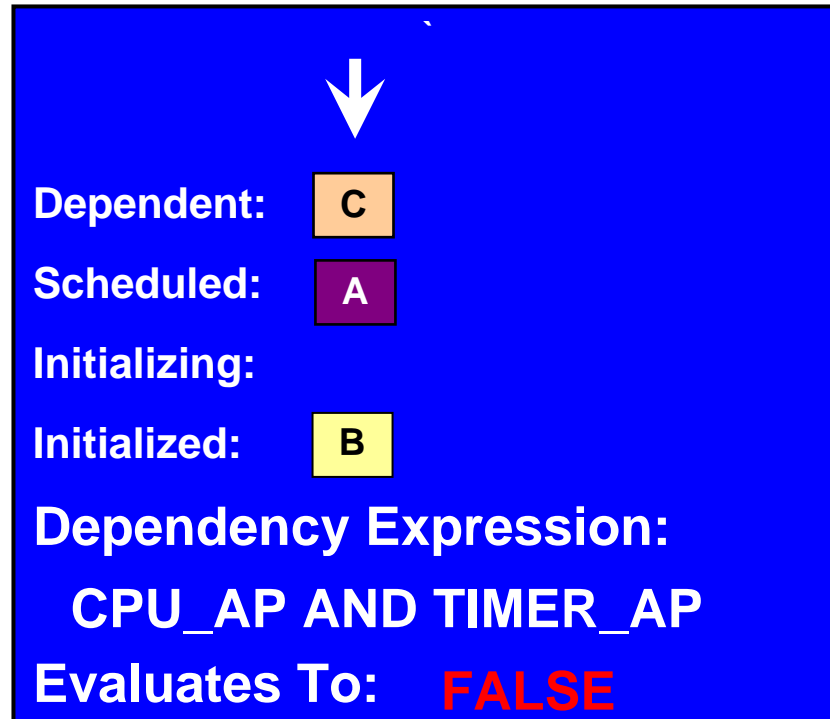 `
Dependent: C
Scheduled: A
Initializing:
Initialized: B
Dependency Expression:
CPU_AP AND TIMER_AP
Evaluates To: FALSE